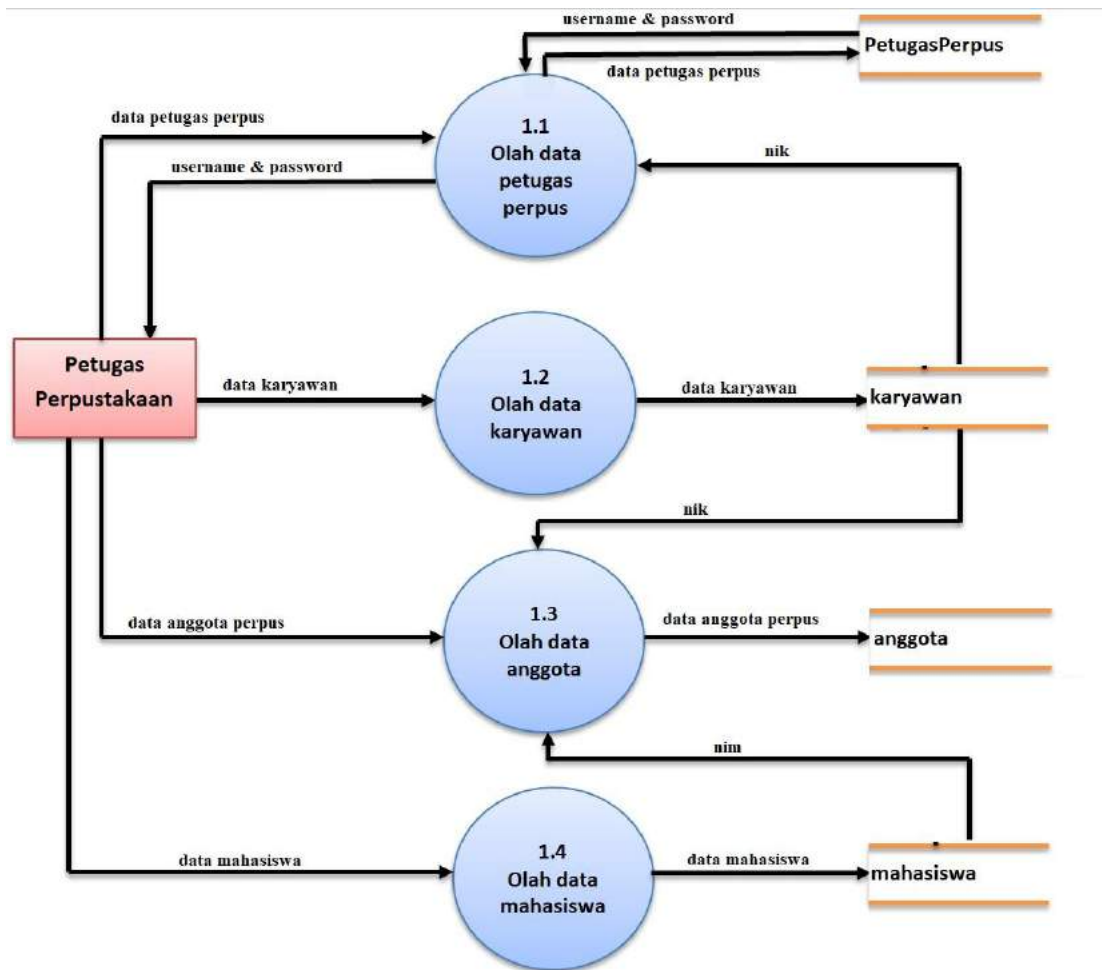 username & password
PetugasPerpus
data petugas perpus
data petugas perpus
1.1
Olah data
petugas
perpus
nik
username & password
Petugas
Perpustakaan
data karyawan
1.2
Olah data
karyawan
data karyawan
karyawan
nik
1.3
Olah data
anggota
data anggota perpus
data anggota perpus
anggota
nim
1.4
Olah data
mahasiswa
data mahasiswa
data mahasiswa
mahasiswa